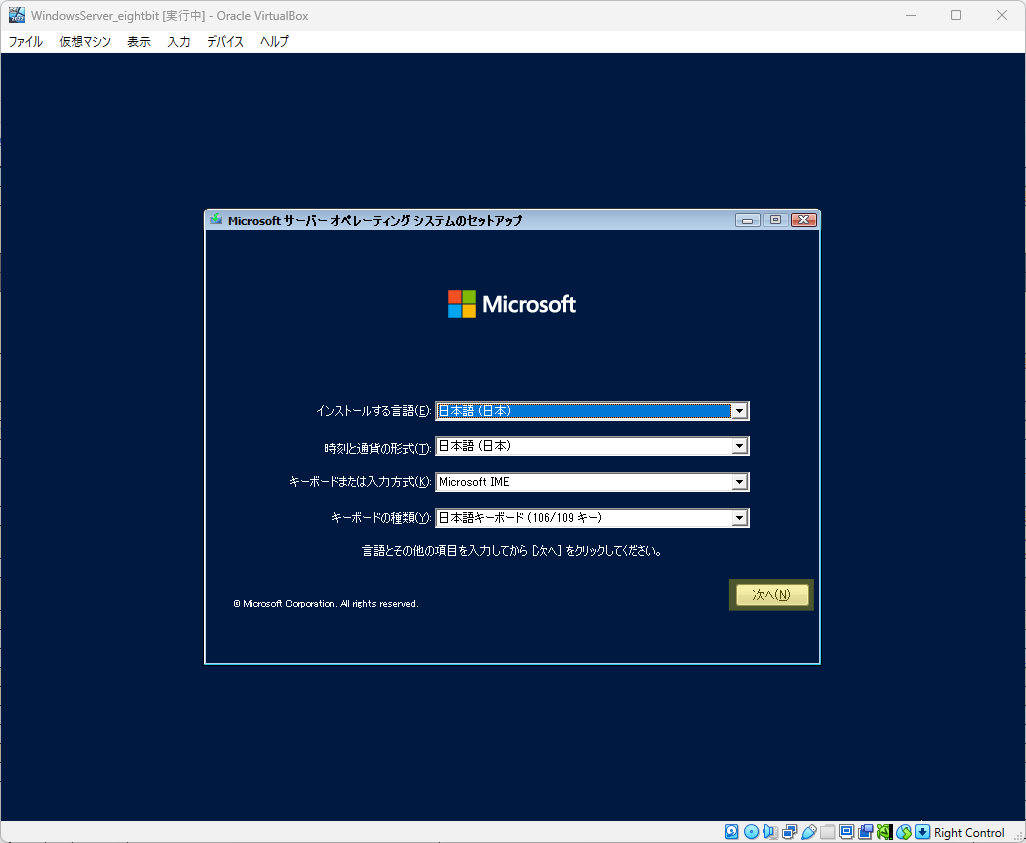 WindowsServer_eightbit [実行中] - Oracle VirtualBox
ファイル 仮想マシン 表示 入力 デバイス ヘルプ
Microsoft サーバー オペレーティング システムのセットアップ
Microsoft
インストールする言語(E): 日本語 (日本)
時刻と通貨の形式(T): 日本語 (日本)
キーボードまたは入力方式(K): Microsoft IME
キーボードの種類(Y): 日本語キーボード (106/109 キー)
言語とその他の項目を入力してから [次へ] をクリックしてください。
次へ(N)
© Microsoft Corporation. All rights reserved.
Right Control